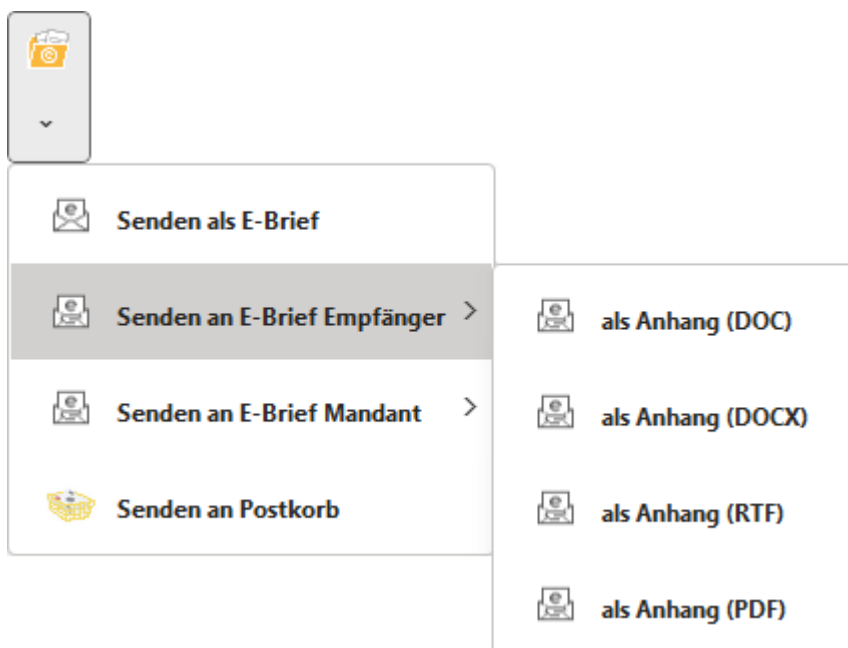 Senden als E-Brief
Senden an E-Brief Empfänger
Senden an E-Brief Mandant
Senden an Postkorb
als Anhang (DOC)
als Anhang (DOCX)
als Anhang (RTF)
als Anhang (PDF)